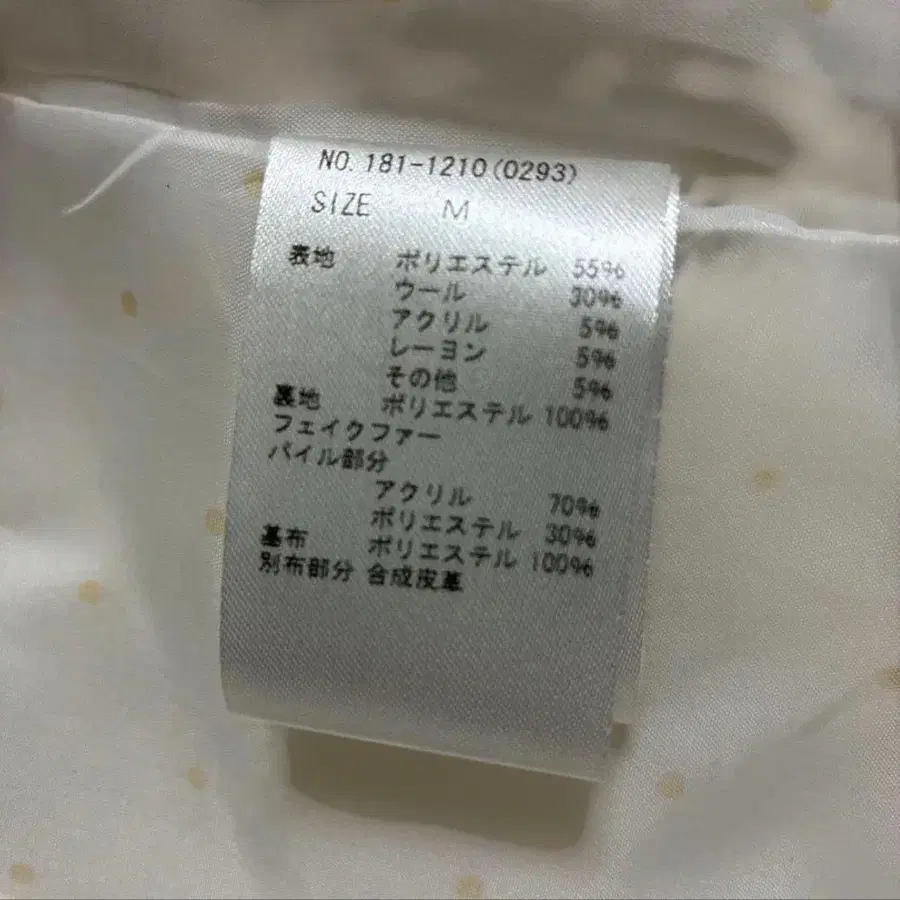 NO. 181-1210(0293)
SIZE M
表地 ポリエステル 55%
ウール 30%
アクリル 5%
レーヨン 5%
その他 5%
裏地 ポリエステル 100%
フェイクファー
パイル部分
アクリル 70%
ポリエステル 30%
基布 ポリエステル 100%
別布部分 合成皮革